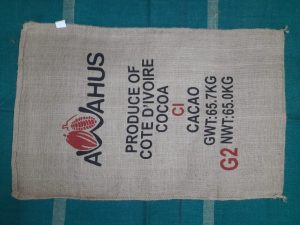 AWAHUS
PRODUCE OF
COTE D'IVOIRE
COCOA
CI
CACAO
GWT:65.7KG
NWT:65.0KG
G2